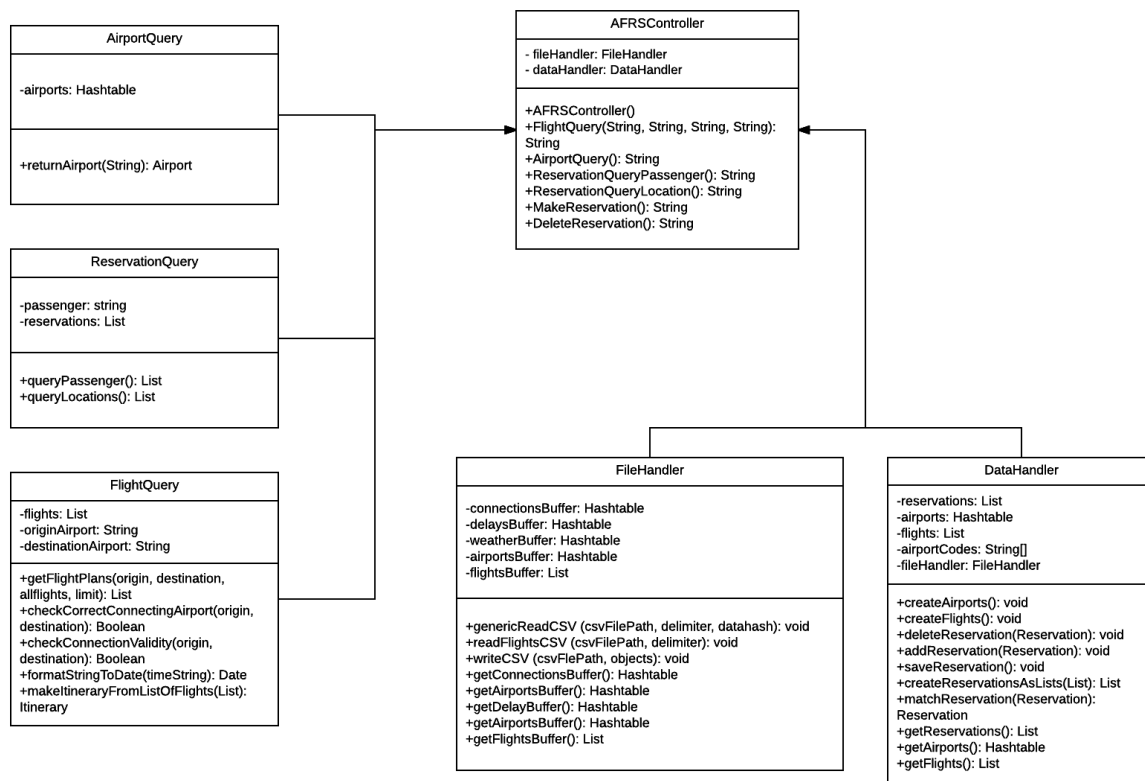 AirportQuery
-airports: Hashtable
+returnAirport(String): Airport
ReservationQuery
-passenger: string
-reservations: List
+queryPassenger(): List
+queryLocations(): List
FlightQuery
-flights: List
-originAirport: String
-destinationAirport: String
+getFlightPlans(origin, destination,
allflights, limit): List
+checkCorrectConnectingAirport(origin,
destination): Boolean
+checkConnectionValidity(origin,
destination): Boolean
+formatStringToDate(timeString): Date
+makeItineraryFromListOfFlights(List):
Itinerary
AFRSController
- fileHandler: FileHandler
- dataHandler: DataHandler
+AFRSController()
+FlightQuery(String, String, String, String):
String
+AirportQuery(): String
+ReservationQueryPassenger(): String
+ReservationQueryLocation(): String
+MakeReservation(): String
+DeleteReservation(): String
FileHandler
-connectionsBuffer: Hashtable
-delaysBuffer: Hashtable
-weatherBuffer: Hashtable
-airportsBuffer: Hashtable
-flightsBuffer: List
+genericReadCSV (csvFilePath, delimiter, datahash): void
+readFlightsCSV (csvFilePath, delimiter): void
+writeCSV (csvFlePath, objects): void
+getConnectionsBuffer(): Hashtable
+getAirportsBuffer(): Hashtable
+getDelayBuffer(): Hashtable
+getAirportsBuffer(): Hashtable
+getFlightsBuffer(): List
DataHandler
-reservations: List
-airports: Hashtable
-flights: List
-airportCodes: String[]
-fileHandler: FileHandler
+createAirports(): void
+createFlights(): void
+deleteReservation(Reservation): void
+addReservation(Reservation): void
+saveReservation(): void
+createReservationsAsLists(List): List
+matchReservation(Reservation):
Reservation
+getReservations(): List
+getAirports(): Hashtable
+getFlights(): List